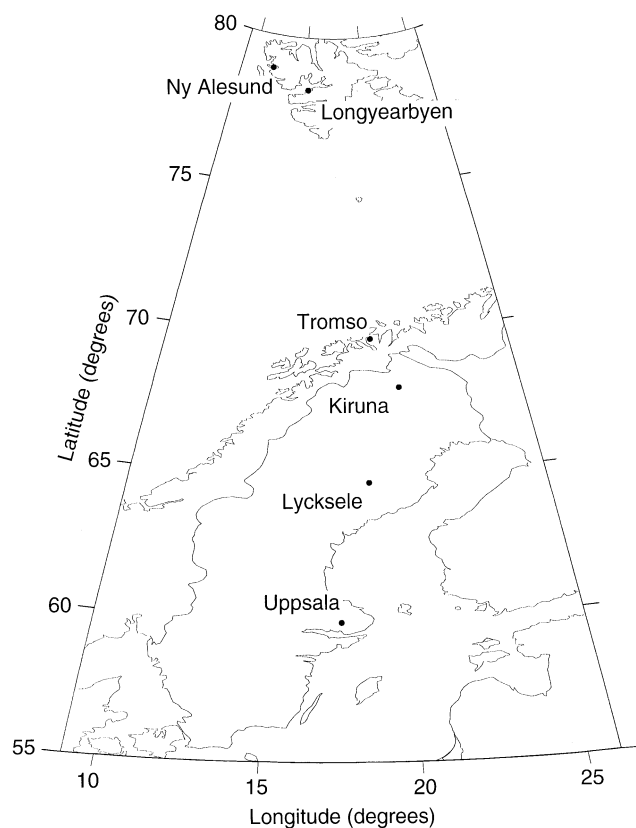 80
Ny Alesund
Longyearbyen
75
70
Tromso
Kiruna
Latitude (degrees)
65
Lycksele
60
Uppsala
55
10
15
20
25
Longitude (degrees)